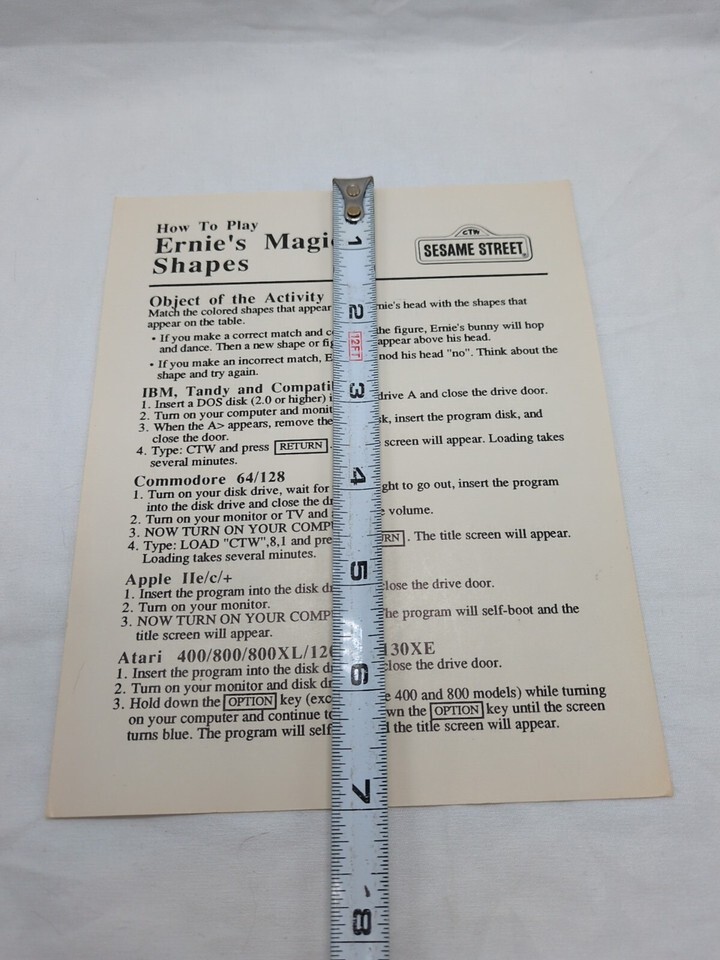 How To Play
Ernie's Magi
Shapes
CTW
SESAME STREET
Object of the Activity
Match the colored shapes that appear nie's head with the shapes that
appear on the table.
• If you make a correct match and c the figure, Ernie's bunny will hop
and dance. Then a new shape or fig appear above his head.
• If you make an incorrect match, E nod his head "no". Think about the
shape and try again.
IBM, Tandy and Compati
1. Insert a DOS disk (2.0 or higher) i drive A and close the door.
2. Turn on your computer and monit
3. When the A> appears, remove the sk, insert the program disk, and
close the door.
4. Type: CTW and press RETURN. screen will appear. Loading takes
several minutes.
Commodore 64/128
1. Turn on your disk drive, wait for ght to go out, insert the program
into the disk drive and close the dr
2. Turn on your monitor or TV and volume.
3. NOW TURN ON YOUR COMP
4. Type: LOAD "CTW",8,1 and pre RN. The title screen will appear.
Loading takes several minutes.
Apple IIe/c/+
1. Insert the program into the disk d lose the drive door.
2. Turn on your monitor.
3. NOW TURN ON YOUR COMP he program will self-boot and the
title screen will appear.
Atari 400/800/800XL/12 130XE
1. Insert the program into the disk d close the drive door.
2. Turn on your monitor and disk dr
3. Hold down the OPTION key (exc e 400 and 800 models) while turning
on your computer and continue to wn the OPTION key until the screen
turns blue. The program will self d the title screen will appear.
1
2
12FT
3
4
5
6
7
8